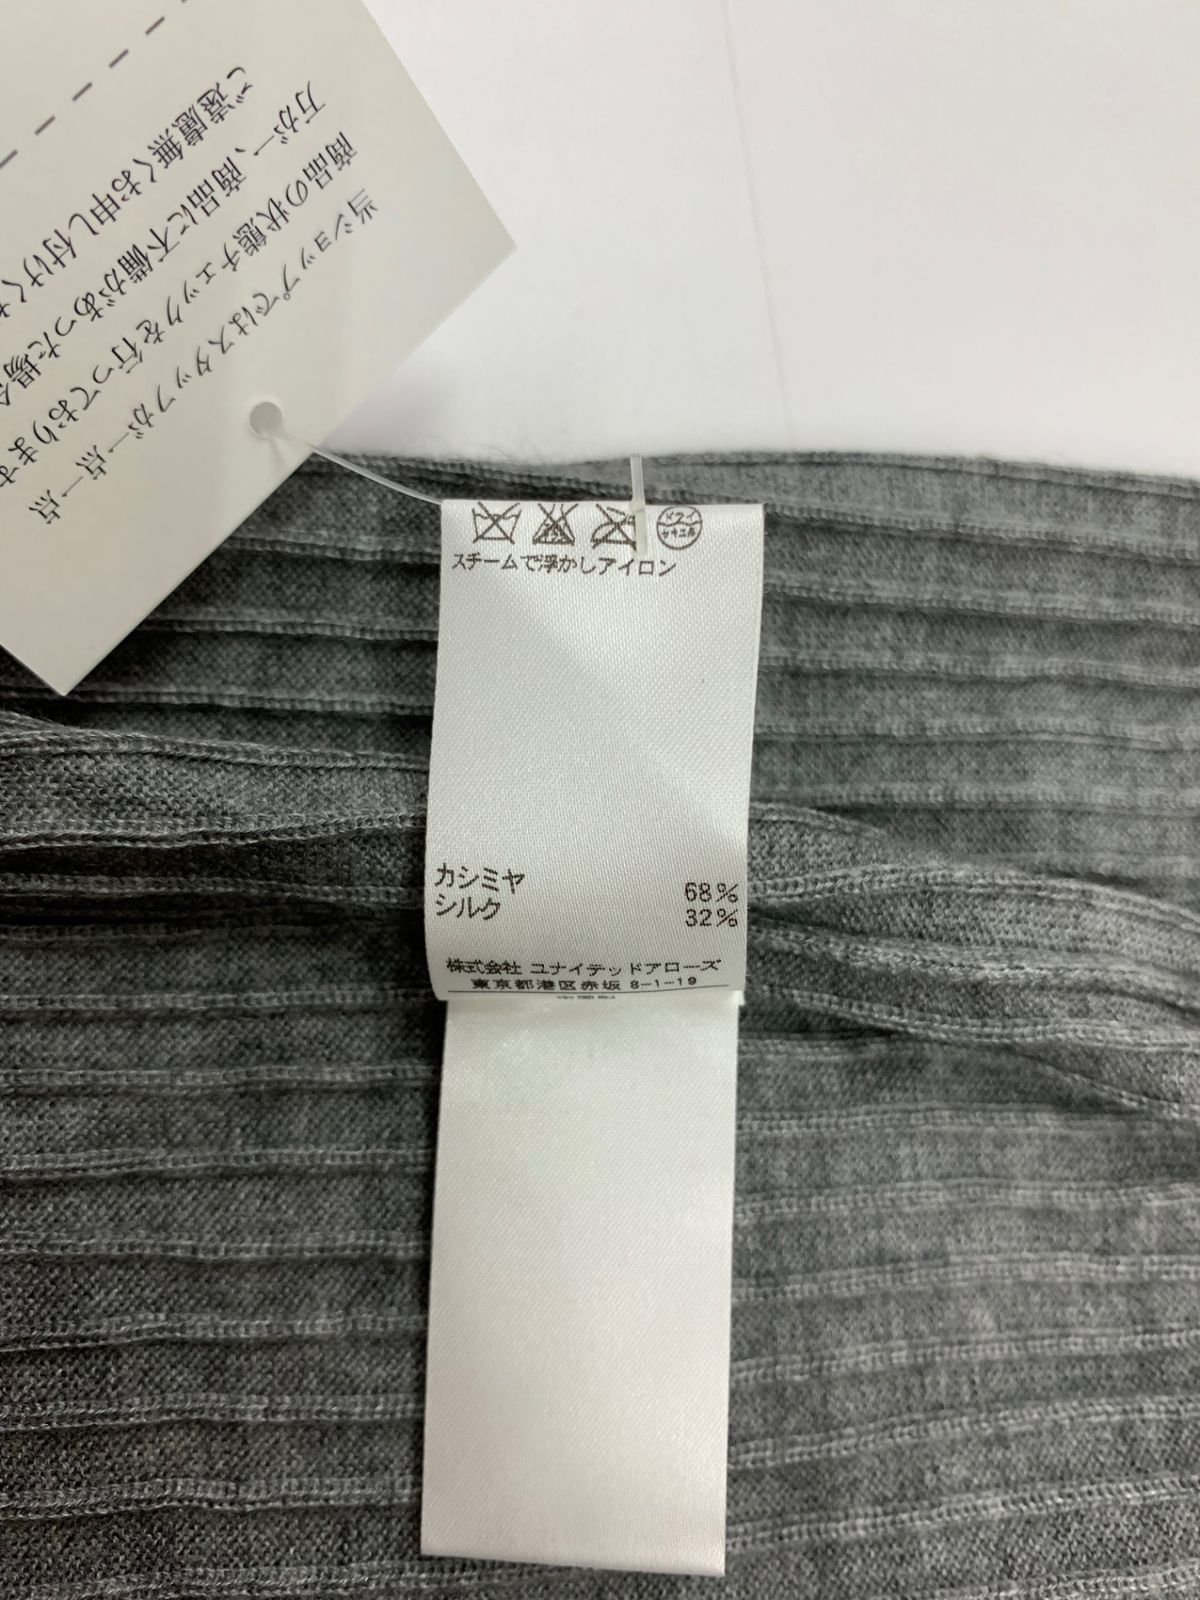 当ショップではスタッフが一点一点
商品の状態チェックを行っております
万が一、商品に不備があった場合
ご遠慮無くお申し付けく
スチームで浮かしアイロン
カシミヤ 68%
シルク 32%
株式会社 ユナイテッドアローズ
東京都港区赤坂 8-1-19